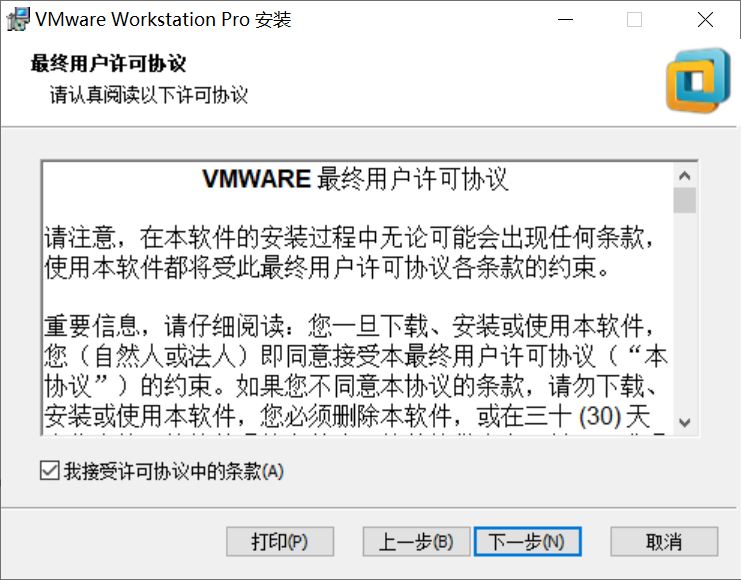 VMware Workstation Pro 安装
最终用户许可协议
请认真阅读以下许可协议
VMWARE 最终用户许可协议
请注意，在本软件的安装过程中无论可能会出现任何条款，
使用本软件都将受此最终用户许可协议各条款的约束。
重要信息，请仔细阅读：您一旦下载、安装或使用本软件，
您（自然人或法人）即同意接受本最终用户许可协议（“本
协议”）的约束。如果您不同意本协议的条款，请勿下载、
安装或使用本软件，您必须删除本软件，或在三十 (30) 天
我接受许可协议中的条款(A)
打印(P) 上一步(B) 下一步(N) 取消